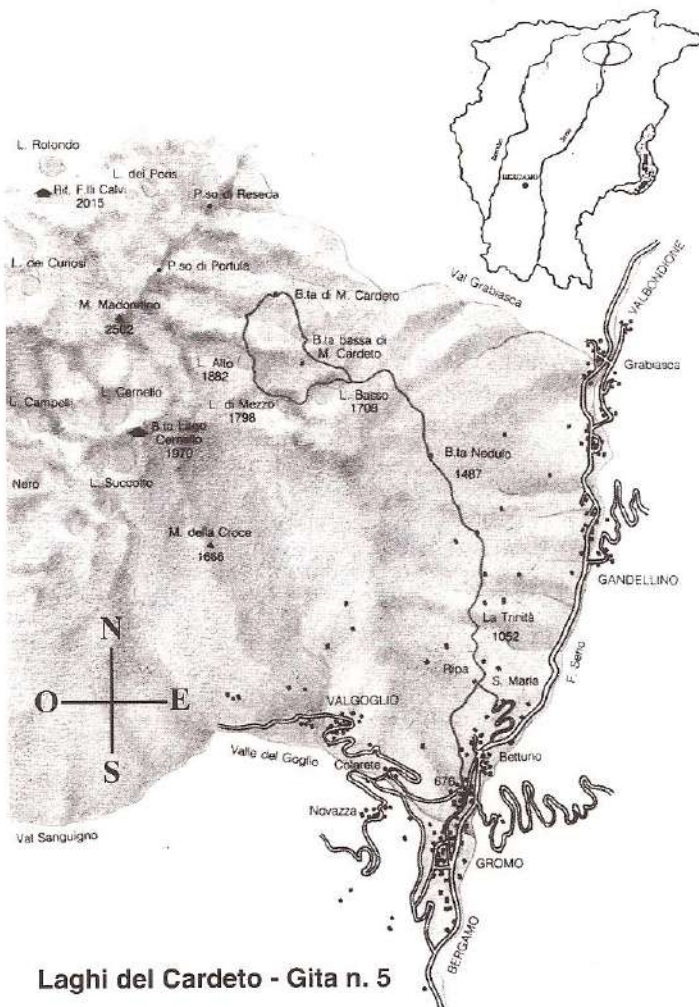 L. Rotondo
L. dei Poris
Rif. F.lli Calvi
2015
P.so di Reseda
BERGAMO
L. dei Curiosi
P.so di Portula
Val Grabiasca
VALBONDIONE
M. Madonnino
2502
B.ta di M. Cardeto
B.ta bassa di
M. Cardeto
Grabiasca
L. Alto
1882
L. Cernello
L. Campelli
L. di Mezzo
1798
L. Basso
1709
B.ta Lago
Cernello
1970
B.ta Nedulo
1487
Nero
L. Succotto
M. della Croce
1666
GANDELLINO
La Trinità
1052
N
O
E
S
Ripa
S. Maria
F. Serio
VALGOGLIO
Valle del Goglio
Colarete
Bettuno
676
Novazza
Val Sanguigno
GROMO
BERGAMO
Laghi del Cardeto - Gita n. 5